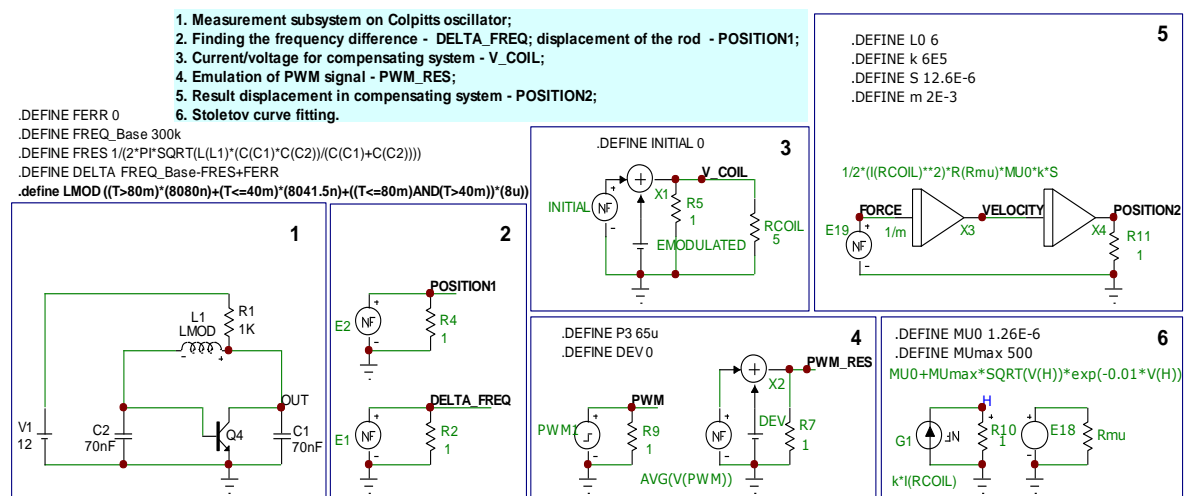 1. Measurement subsystem on Colpitts oscillator;
2. Finding the frequency difference - DELTA_FREQ; displacement of the rod - POSITION1;
3. Current/voltage for compensating system - V_COIL;
4. Emulation of PWM signal - PWM_RES;
5. Result displacement in compensating system - POSITION2;
6. Stoletov curve fitting.
.DEFINE FERR 0
.DEFINE FREQ_Base 300k
.DEFINE FRES 1/(2*PI*SQRT(L(L1)*(C(C1)*C(C2))/(C(C1)+C(C2))))
.DEFINE DELTA FREQ_Base-FRES+FERR
.define LMOD ((T>80m)*(8080n)+(T<=40m)*(8041.5n)+((T<=80m)AND(T>40m))*(8u))
1
L1
LMOD
-
+
R1
1K
OUT
V1
12
C2
70nF
Q4
C1
70nF
2
POSITION1
E2
NF
+
-
R4
1
DELTA_FREQ
E1
NF
+
-
R2
1
.DEFINE INITIAL 0
3
V_COIL
X1
INITIAL
NF
+
-
R5
1
EMODULATED
RCOIL
5
.DEFINE P3 65u
.DEFINE DEV 0
4
PWM_RES
X2
PWM
PWM1
+
-
R9
1
NF
+
-
DEV
R7
1
AVG(V(PWM))
.DEFINE L0 6
.DEFINE k 6E5
.DEFINE S 12.6E-6
.DEFINE m 2E-3
5
1/2*(I(RCOIL)**2)*R(Rmu)*MU0*k*S
FORCE
VELOCITY
POSITION2
E19
NF
+
-
1/m
X3
X4
R11
1
.DEFINE MU0 1.26E-6
.DEFINE MUmax 500
6
MU0+MUmax*SQRT(V(H))*exp(-0.01*V(H))
H
G1
NF
R10
1
+
-
E18
Rmu
k*I(RCOIL)